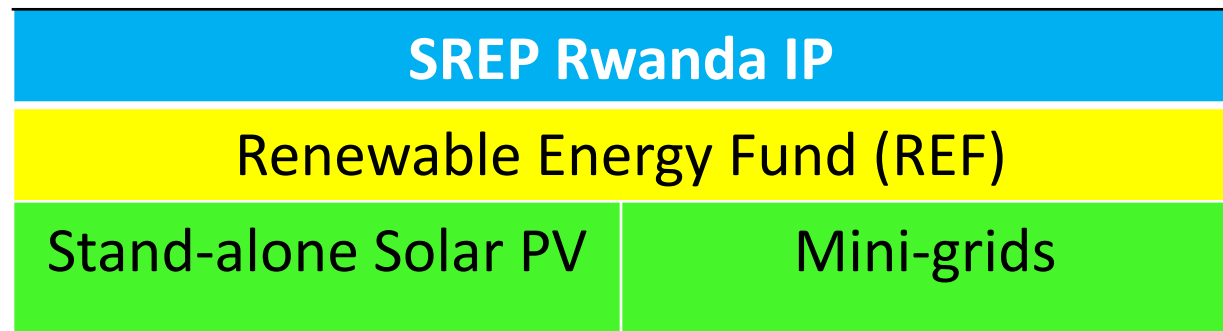 SREP Rwanda IP
Renewable Energy Fund (REF)
Stand-alone Solar PV
Mini-grids